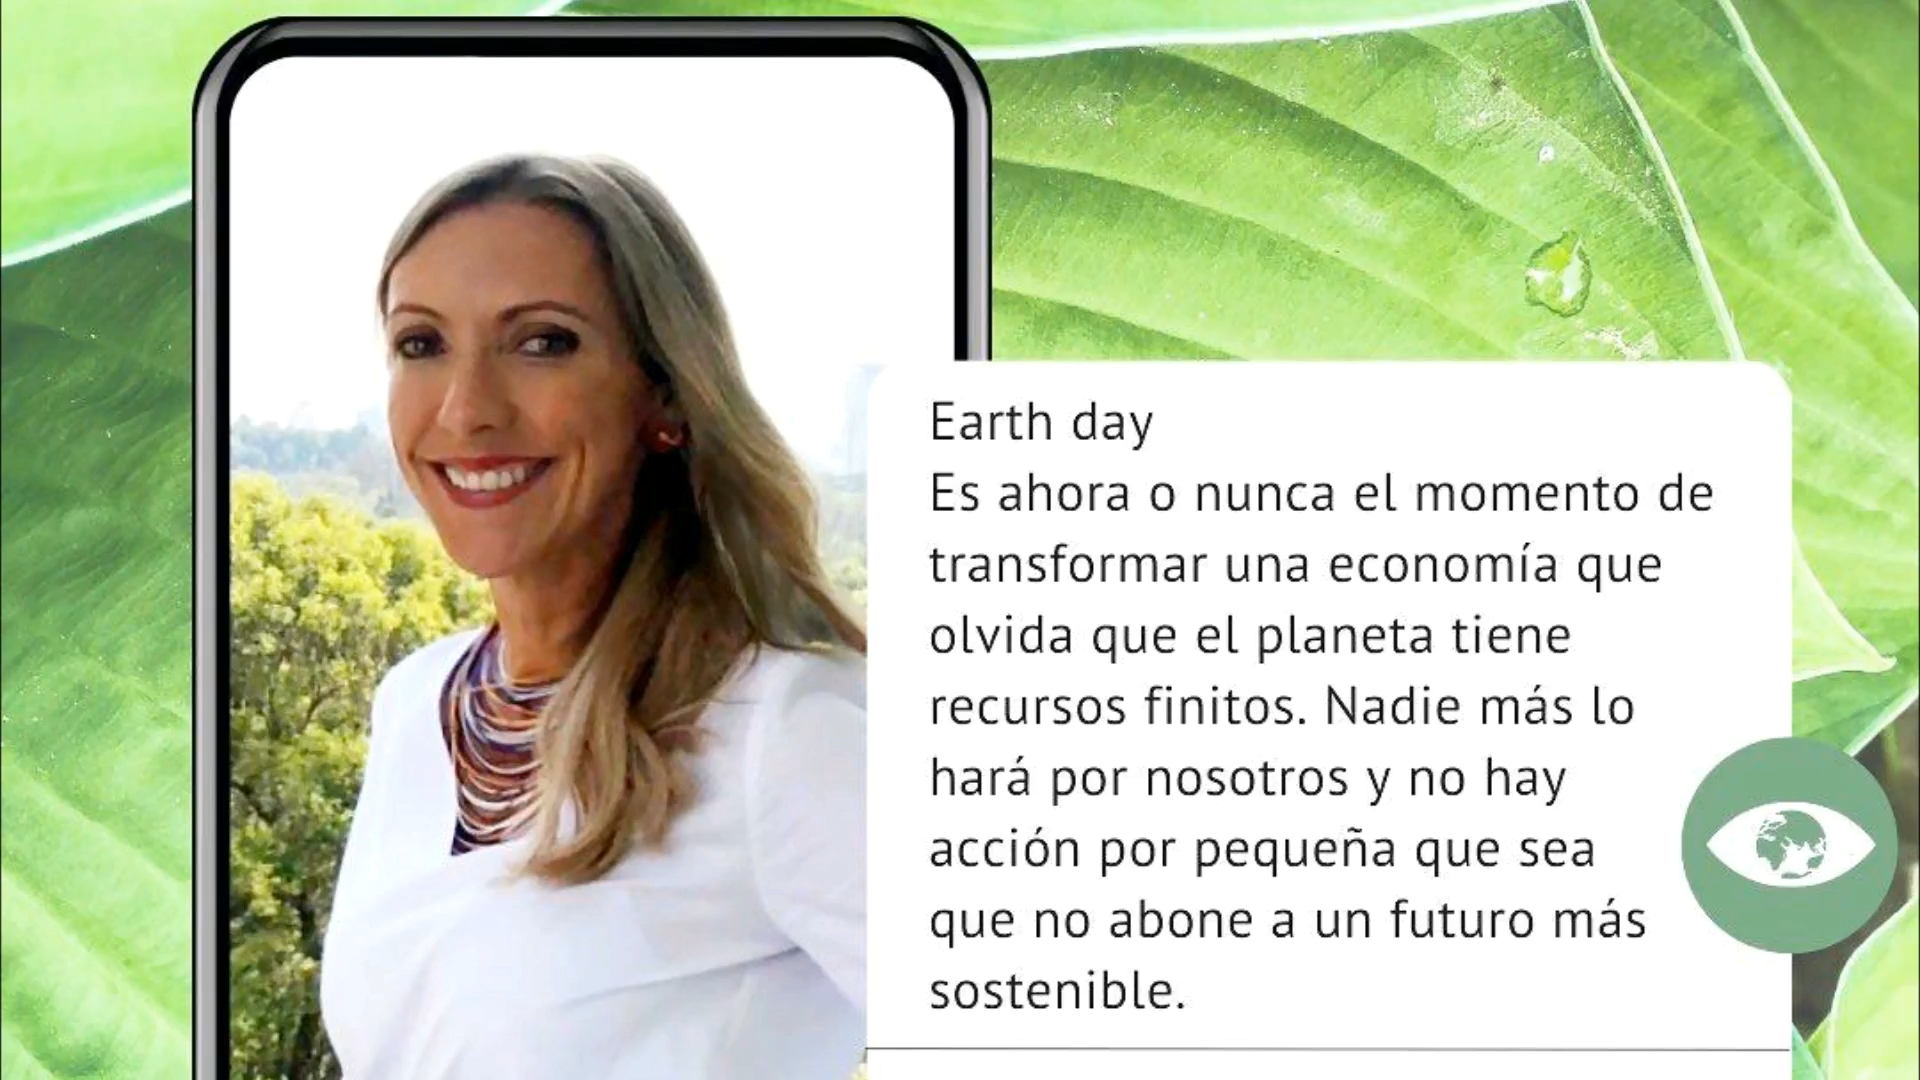 Earth day
Es ahora o nunca el momento de
transformar una economía que
olvida que el planeta tiene
recursos finitos. Nadie más lo
hará por nosotros y no hay
acción por pequeña que sea
que no abone a un futuro más
sostenible.